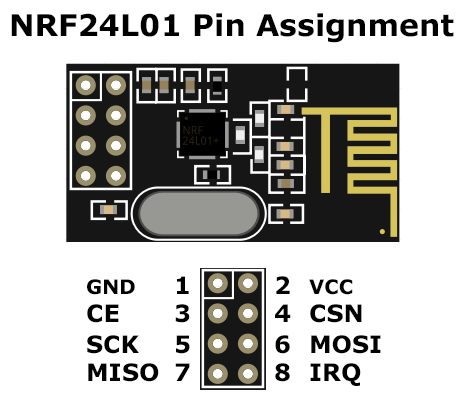 NRF24L01 Pin Assignment
NRF
24L01+
GND 1 2 VCC
CE 3 4 CSN
SCK 5 6 MOSI
MISO 7 8 IRQ